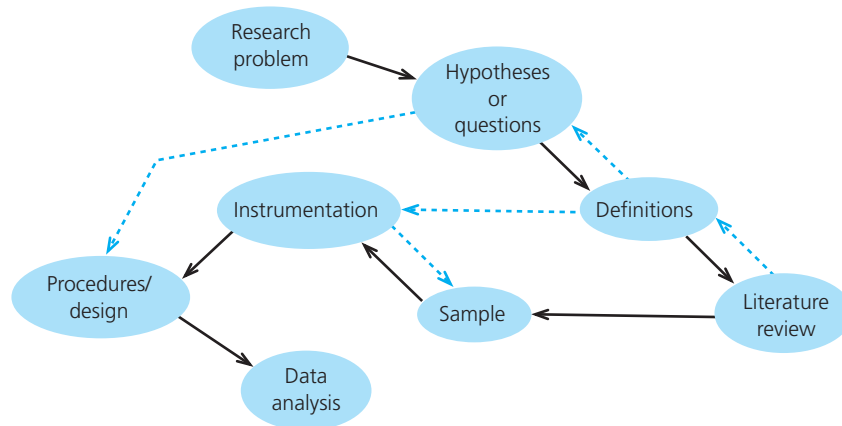 Research
problem
Hypotheses
or
questions
Instrumentation
Definitions
Procedures/
design
Sample
Literature
review
Data
analysis